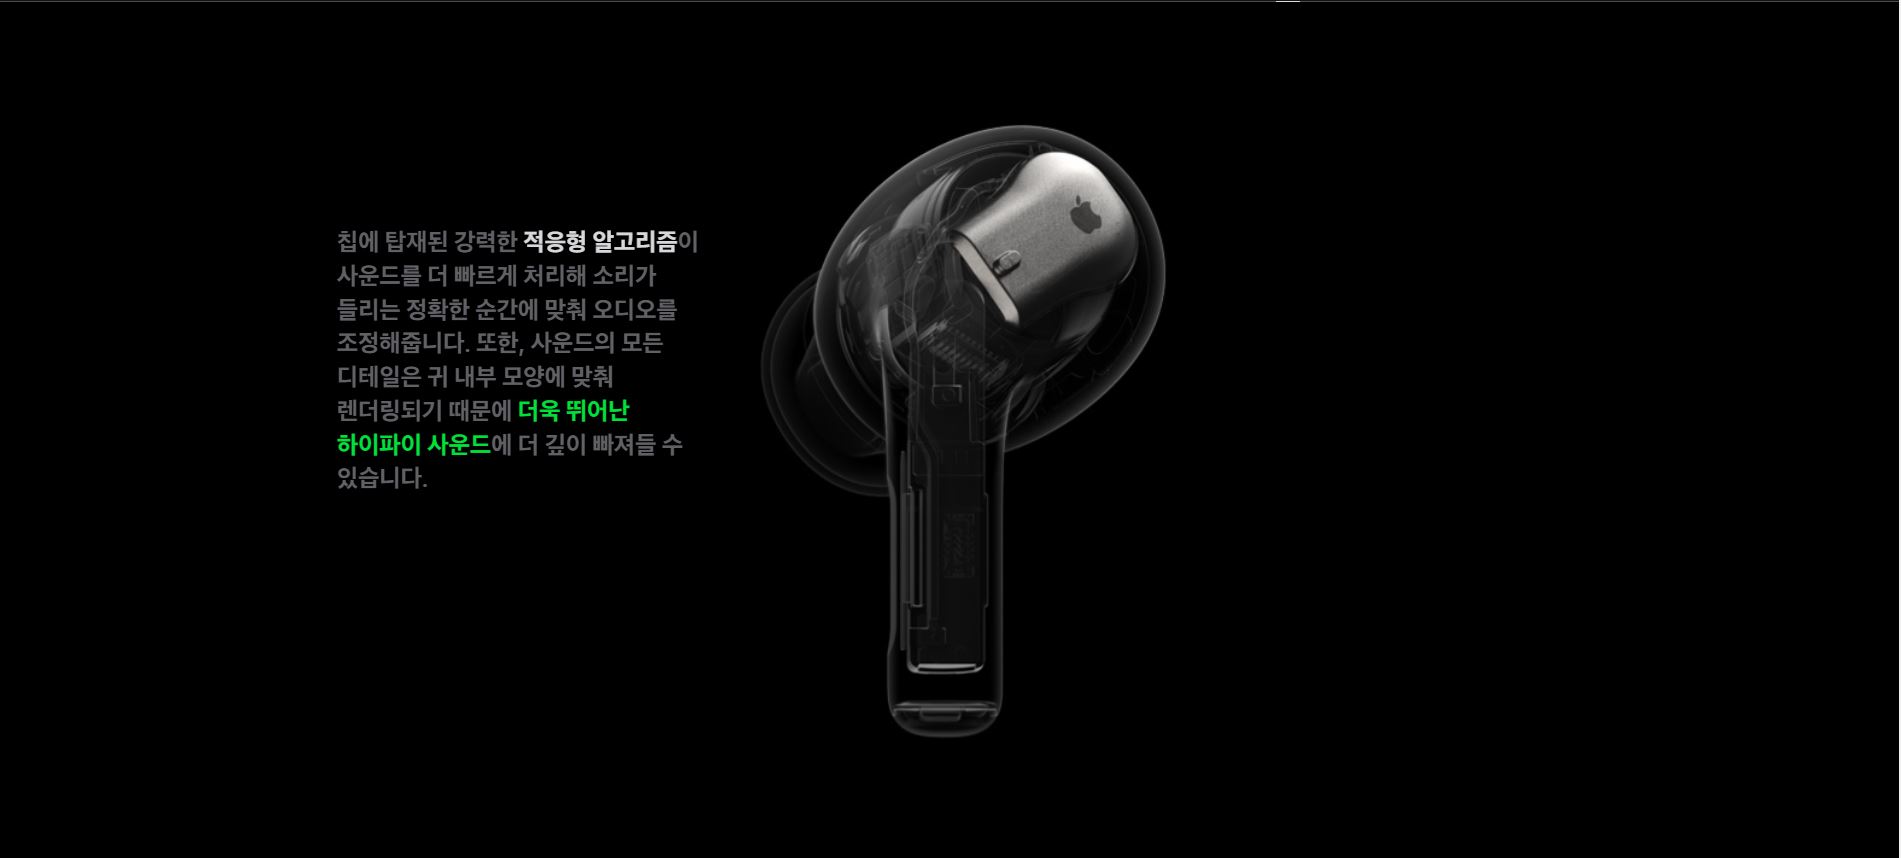 칩에 탑재된 강력한 적응형 알고리즘이
사운드를 더 빠르게 처리해 소리가
들리는 정확한 순간에 맞춰 오디오를
조정해줍니다. 또한, 사운드의 모든
디테일은 귀 내부 모양에 맞춰
렌더링되기 때문에 더욱 뛰어난
하이파이 사운드에 더 깊이 빠져들 수
있습니다.